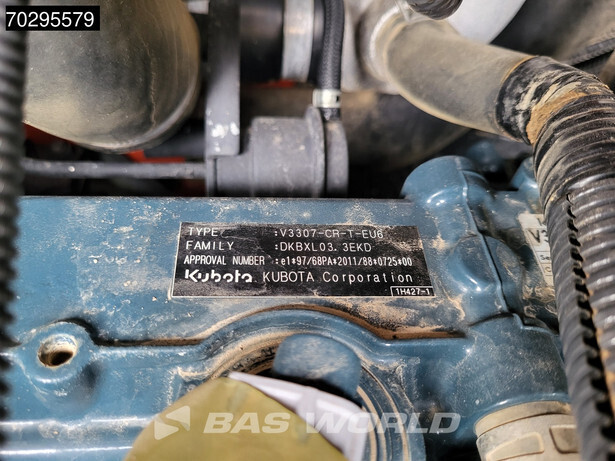 70295579
TYPE :V3307-CR-T-EU6
FAMILY :DKBXL03. 3EKD
APPROVAL NUMBER :e1*97/68PA*2011/88*0725*00
Kubota KUBOTA Corporation
1H427-1
BAS WORLD